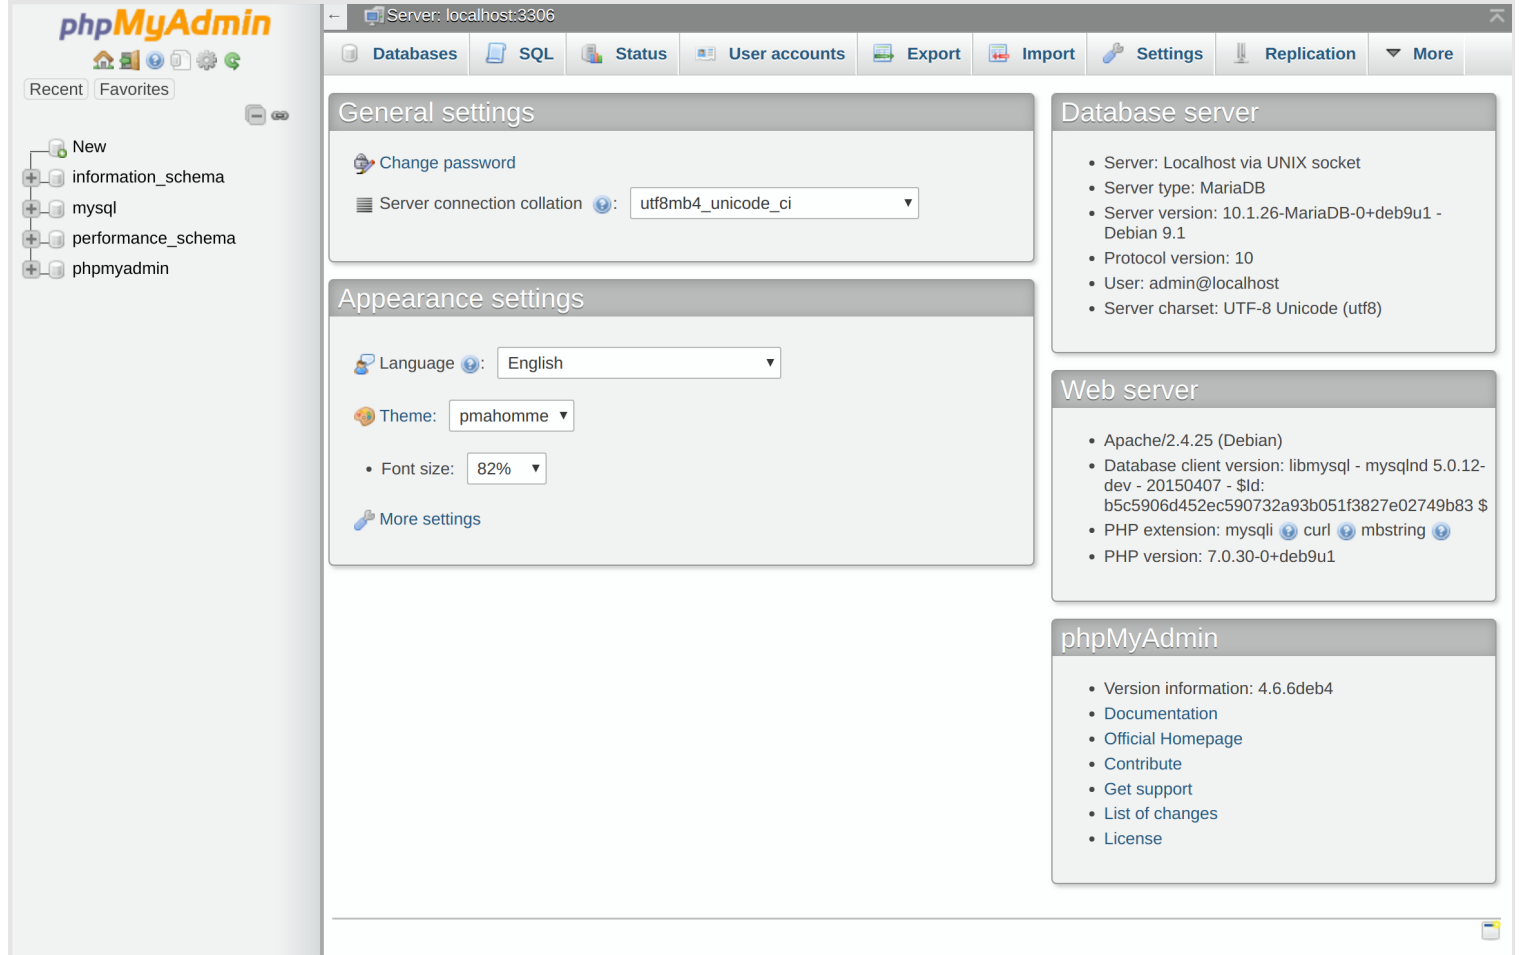 phpMyAdmin
Recent Favorites
New
information_schema
mysql
performance_schema
phpmyadmin
← Server: localhost:3306
Databases SQL Status User accounts Export Import Settings Replication More
General settings
Change password
Server connection collation : utf8mb4_unicode_ci
Appearance settings
Language : English
Theme: pmahomme
• Font size: 82%
More settings
Database server
• Server: Localhost via UNIX socket
• Server type: MariaDB
• Server version: 10.1.26-MariaDB-0+deb9u1 -
Debian 9.1
• Protocol version: 10
• User: admin@localhost
• Server charset: UTF-8 Unicode (utf8)
Web server
• Apache/2.4.25 (Debian)
• Database client version: libmysql - mysqlnd 5.0.12-
dev - 20150407 - $Id:
b5c5906d452ec590732a93b051f3827e02749b83 $
• PHP extension: mysqli curl mbstring
• PHP version: 7.0.30-0+deb9u1
phpMyAdmin
• Version information: 4.6.6deb4
• Documentation
• Official Homepage
• Contribute
• Get support
• List of changes
• License